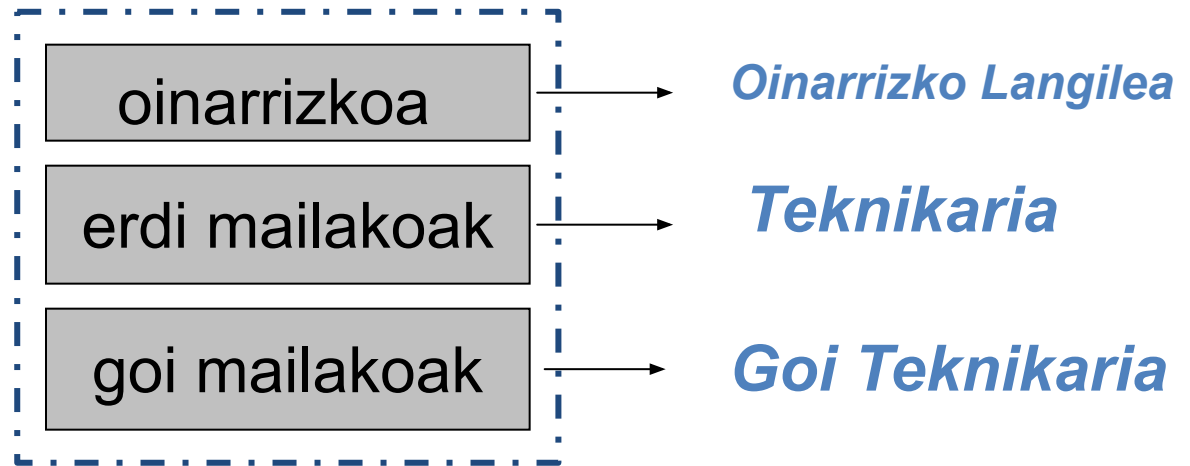 oinarrizkoa
Oinarrizko Langilea
erdi mailakoak
Teknikaria
goi mailakoak
Goi Teknikaria